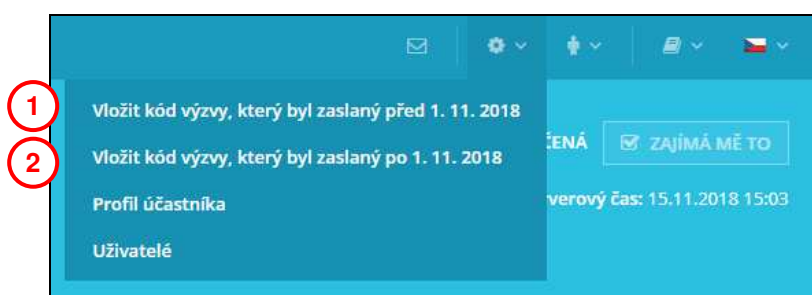 1
Vložit kód výzvy, který byl zaslaný před 1. 11. 2018
2
Vložit kód výzvy, který byl zaslaný po 1. 11. 2018
ČENÁ
ZAJÍMÁ MĚ TO
Profil účastníka
verový čas: 15.11.2018 15:03
Uživatelé